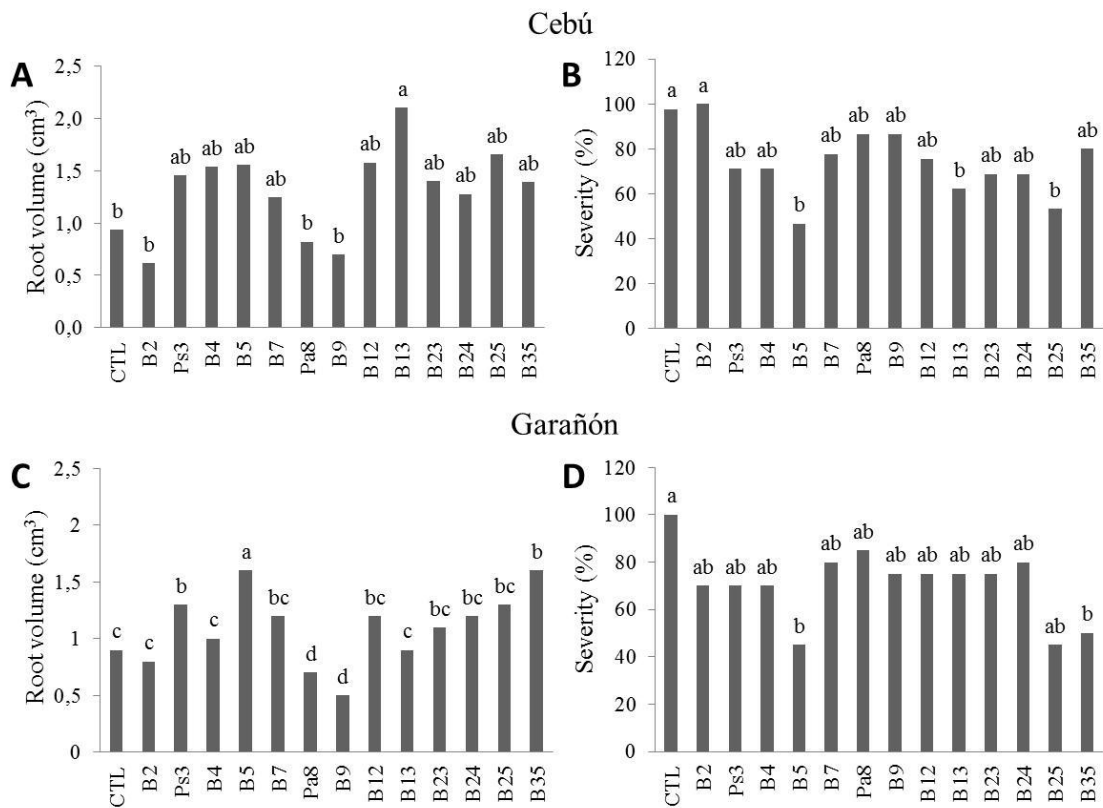 Cebú
A
Root volume (cm³)
2,5
2,0
1,5
1,0
0,5
0,0
b b ab ab ab ab b b ab a ab ab ab ab
CTL B2 Ps3 B4 B5 B7 Pa8 B9 B12 B13 B23 B24 B25 B35
B
Severity (%)
120
100
80
60
40
20
0
a a ab ab b ab ab ab ab b ab ab b ab
CTL B2 Ps3 B4 B5 B7 Pa8 B9 B12 B13 B23 B24 B25 B35
Garañón
C
Root volume (cm³)
2,5
2
1,5
1
0,5
0
c c b c a bc d d bc c bc bc bc b
CTL B2 Ps3 B4 B5 B7 Pa8 B9 B12 B13 B23 B24 B25 B35
D
Severity (%)
120
100
80
60
40
20
0
a ab ab ab b ab ab ab ab ab ab ab ab b
CTL B2 Ps3 B4 B5 B7 Pa8 B9 B12 B13 B23 B24 B25 B35